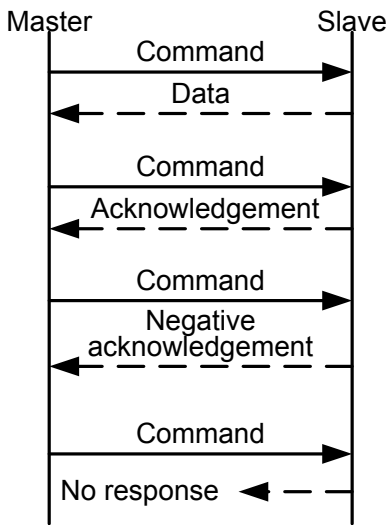 Master Slave
Command
Data
Command
Acknowledgement
Command
Negative
acknowledgement
Command
No response